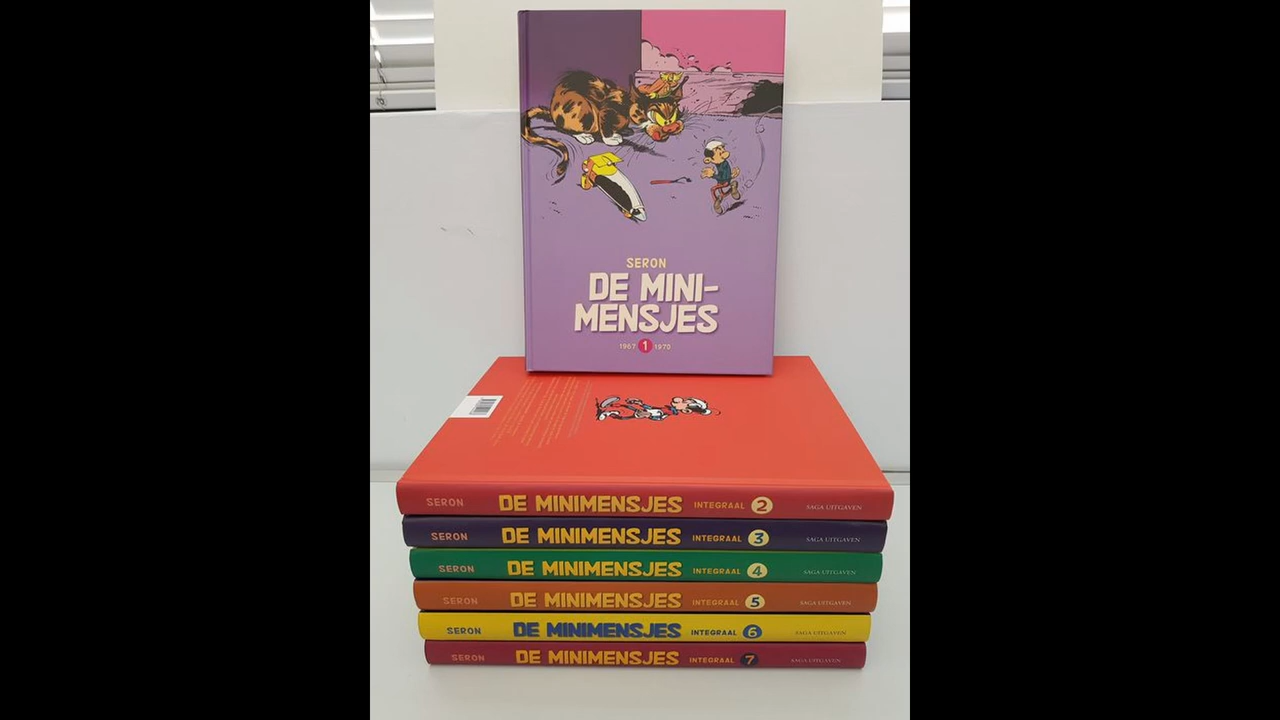 SERON
DE MINI-
MENSJES
1967 1 1970
SERON DE MINIMENSJES INTEGRAAL 2 SAGA UITGAVEN
SERON DE MINIMENSJES INTEGRAAL 3 SAGA UITGAVEN
SERON DE MINIMENSJES INTEGRAAL 4 SAGA UITGAVEN
SERON DE MINIMENSJES INTEGRAAL 5 SAGA UITGAVEN
SERON DE MINIMENSJES INTEGRAAL 6 SAGA UITGAVEN
SERON DE MINIMENSJES INTEGRAAL 7 SAGA UITGAVEN